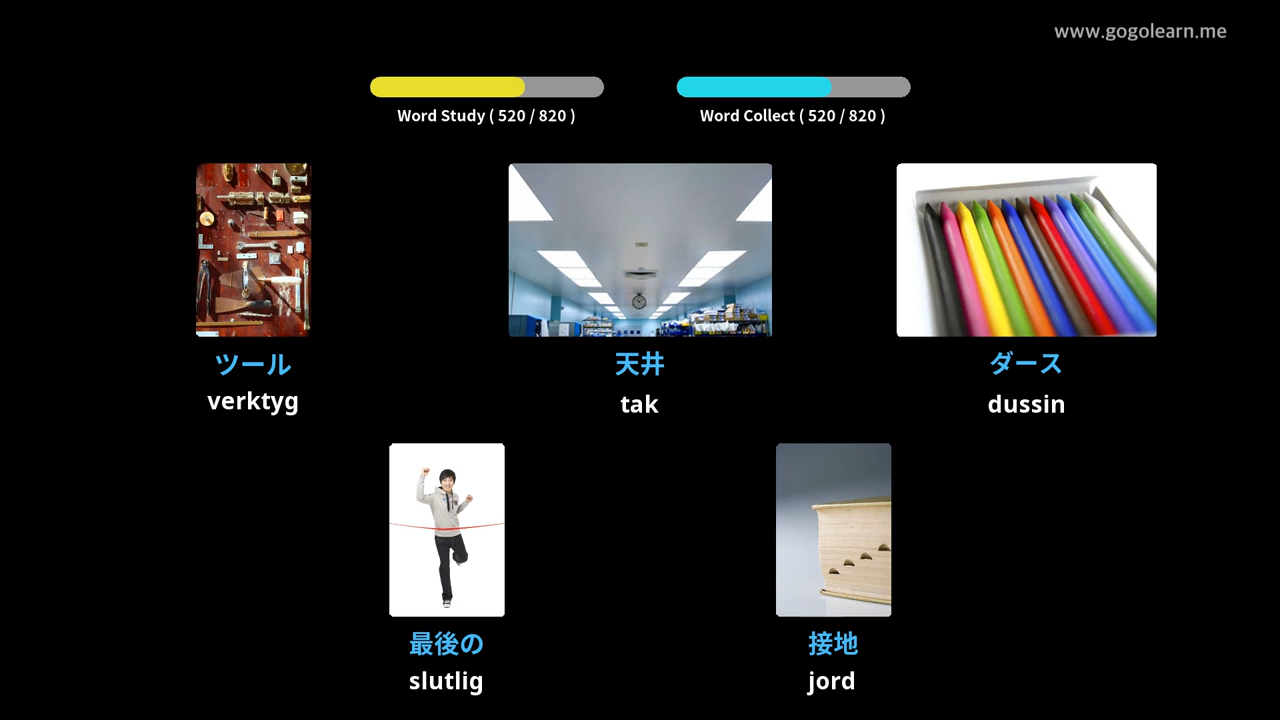 www.gogolearn.me
Word Study ( 520 / 820 )
Word Collect ( 520 / 820 )
ツール
verktyg
天井
tak
ダース
dussin
最後の
slutlig
接地
jord